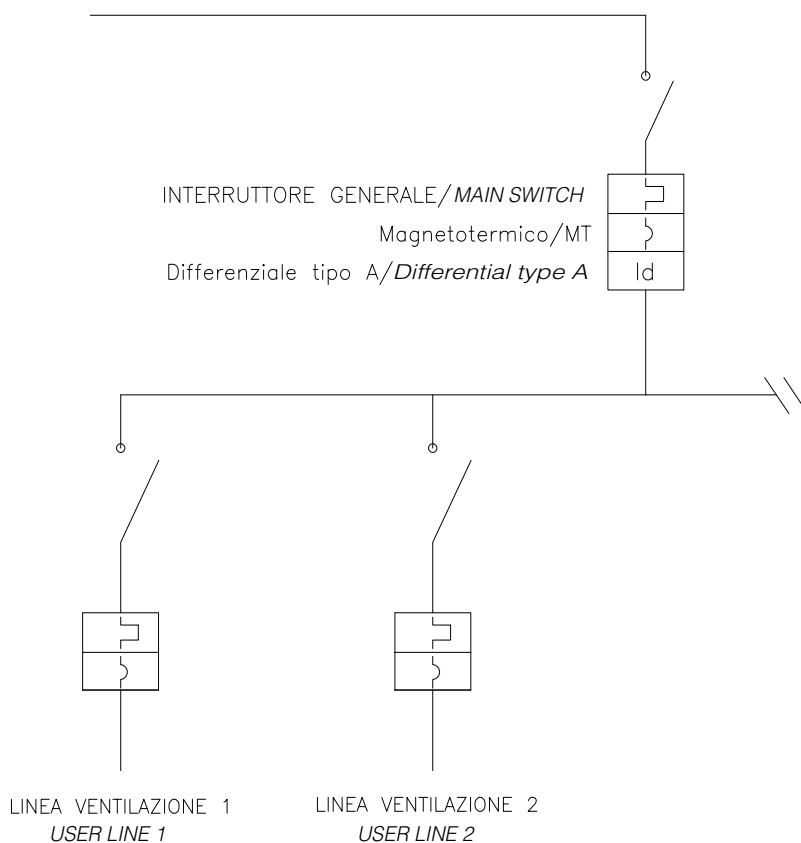 INTERRUTTORE GENERALE/MAIN SWITCH
Magnetotermico/MT
Differenziale tipo A/Differential type A
Id
LINEA VENTILAZIONE 1
USER LINE 1
LINEA VENTILAZIONE 2
USER LINE 2